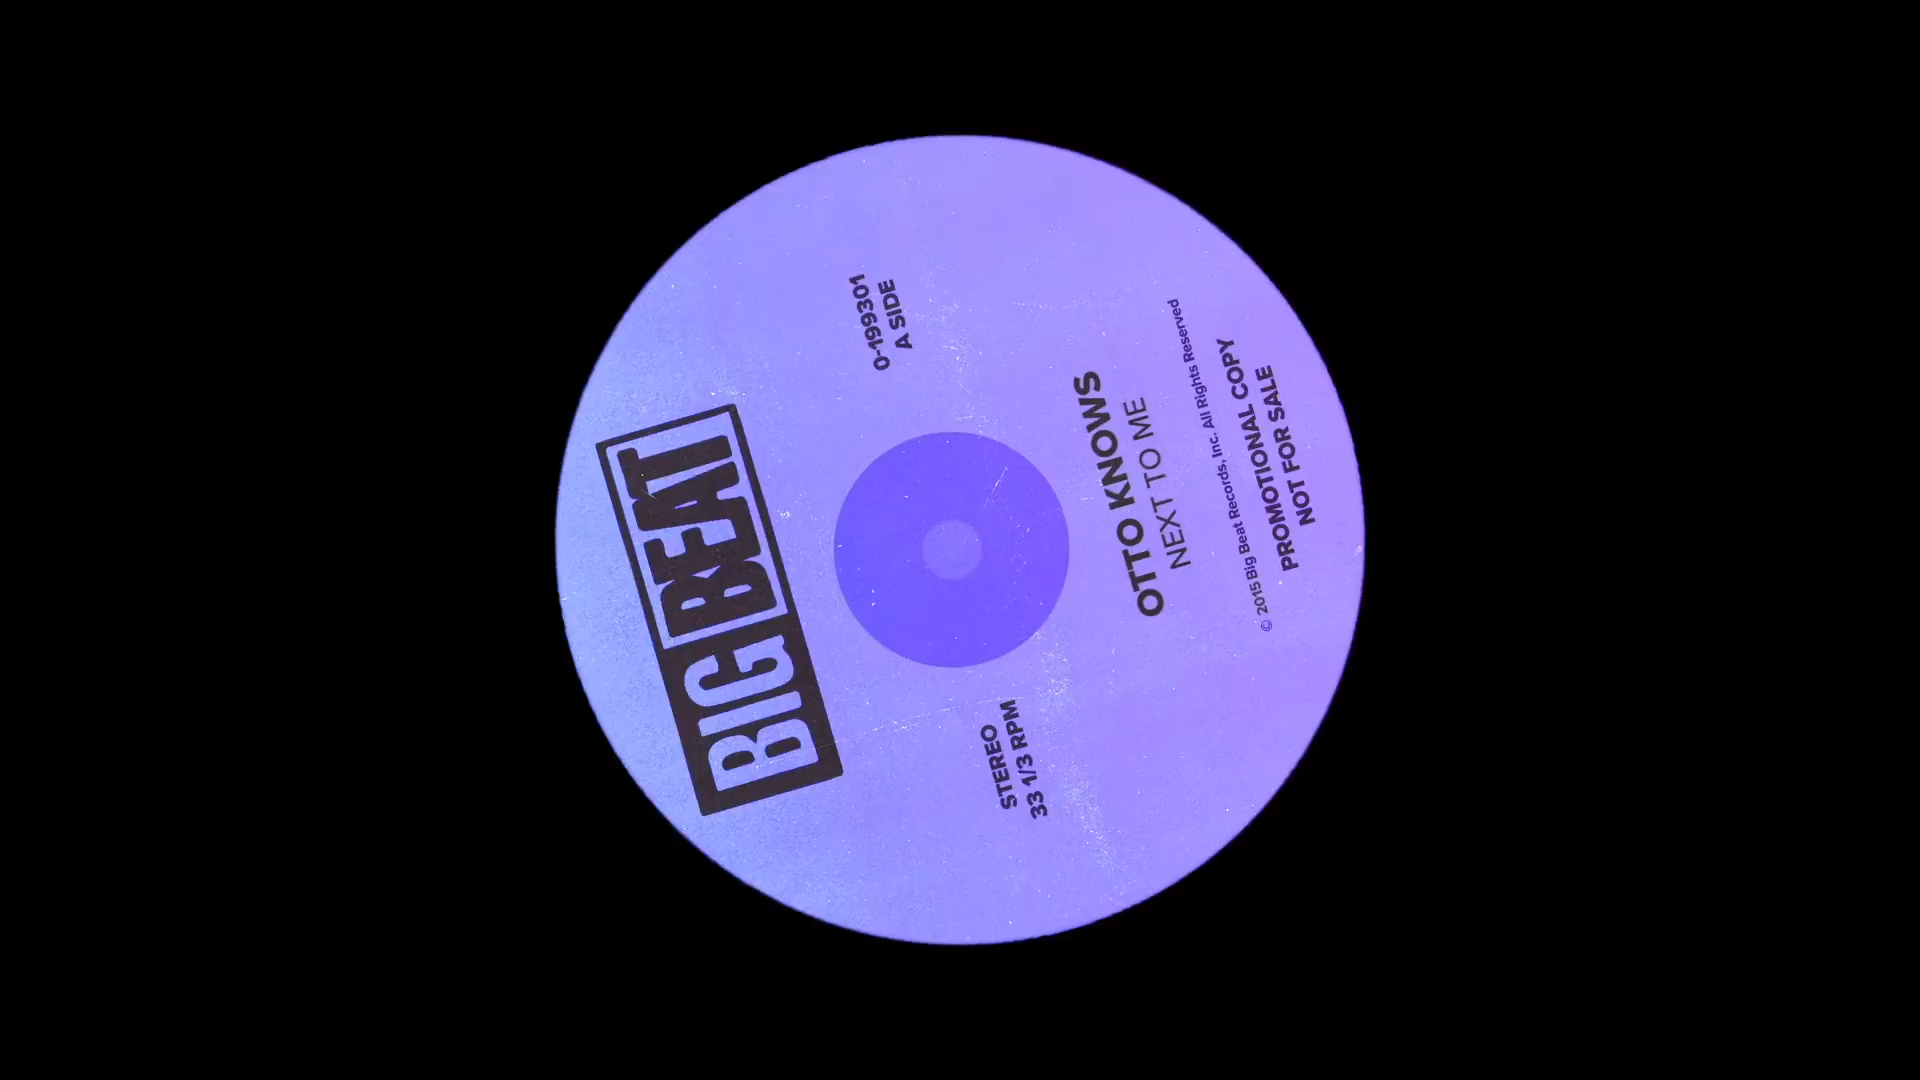 BIG BEAT
STEREO
33 1/3 RPM
0-199301
A SIDE
OTTO KNOWS
NEXT TO ME
© 2015 Big Beat Records, Inc. All Rights Reserved
PROMOTIONAL COPY
NOT FOR SALE